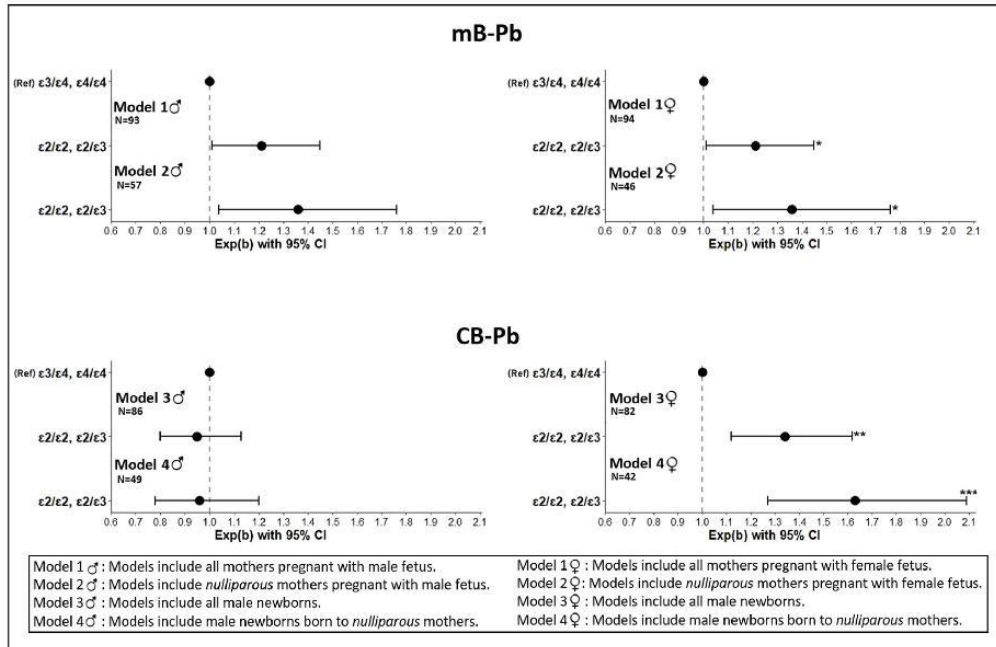 mB-Pb
(Ref) ε3/ε4, ε4/ε4
Model 1♂
N=93
ε2/ε2, ε2/ε3
Model 2♂
N=57
ε2/ε2, ε2/ε3
0.6 0.7 0.8 0.9 1.0 1.1 1.2 1.3 1.4 1.5 1.6 1.7 1.8 1.9 2.0 2.1
Exp(b) with 95% CI
(Ref) ε3/ε4, ε4/ε4
Model 1♀
N=94
ε2/ε2, ε2/ε3
*
Model 2♀
N=46
ε2/ε2, ε2/ε3
*
0.6 0.7 0.8 0.9 1.0 1.1 1.2 1.3 1.4 1.5 1.6 1.7 1.8 1.9 2.0 2.1
Exp(b) with 95% CI
CB-Pb
(Ref) ε3/ε4, ε4/ε4
Model 3♂
N=86
ε2/ε2, ε2/ε3
Model 4♂
N=49
ε2/ε2, ε2/ε3
0.6 0.7 0.8 0.9 1.0 1.1 1.2 1.3 1.4 1.5 1.6 1.7 1.8 1.9 2.0 2.1
Exp(b) with 95% CI
(Ref) ε3/ε4, ε4/ε4
Model 3♀
N=82
ε2/ε2, ε2/ε3
**
Model 4♀
N=42
ε2/ε2, ε2/ε3
***
0.6 0.7 0.8 0.9 1.0 1.1 1.2 1.3 1.4 1.5 1.6 1.7 1.8 1.9 2.0 2.1
Exp(b) with 95% CI
Model 1 ♂ : Models include all mothers pregnant with male fetus.
Model 2 ♂ : Models include nulliparous mothers pregnant with male fetus.
Model 3 ♂ : Models include all male newborns.
Model 4♂ : Models include male newborns born to nulliparous mothers.
Model 1♀ : Models include all mothers pregnant with female fetus.
Model 2♀: Models include nulliparous mothers pregnant with female fetus.
Model 3♀ : Models include all male newborns.
Model 4♀ : Models include male newborns born to nulliparous mothers.